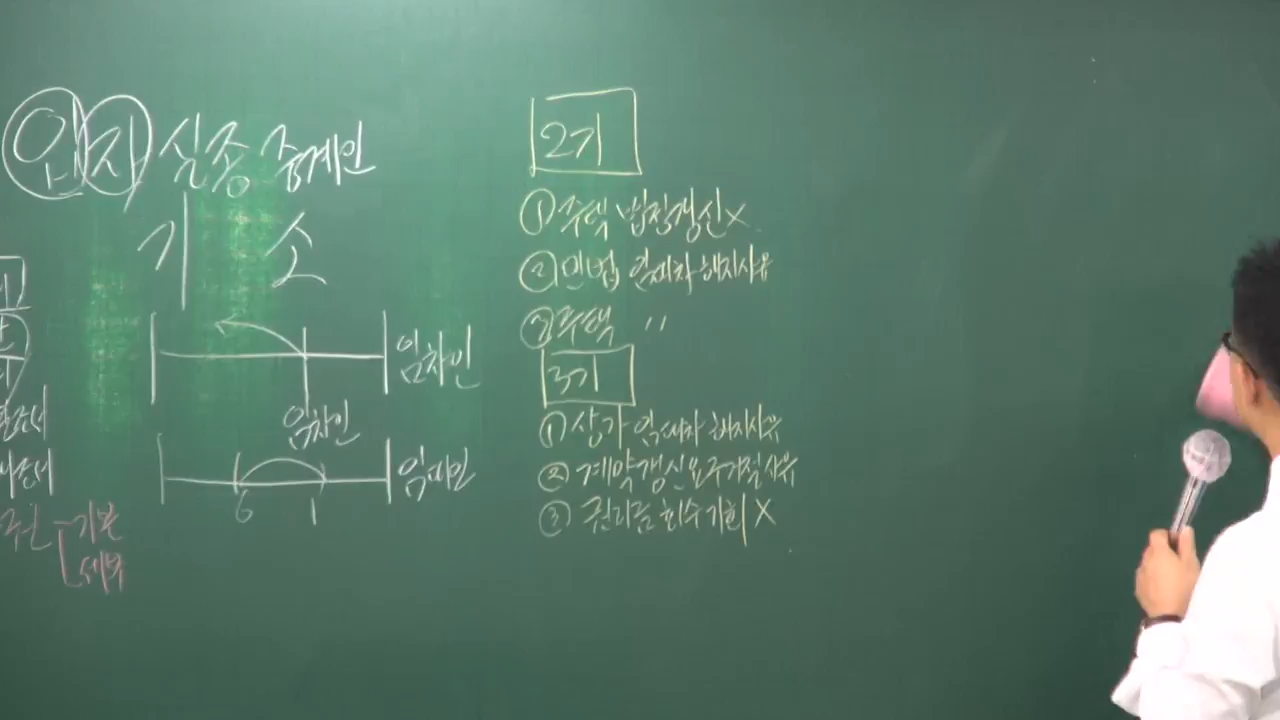 인차 심종 중개인
기 소
임차인
임차인
임대인
6 1
기본
세부
2기
① 주택 법정갱신 X
② 민법 임대차 해지사유
③ 주택 〃
3기
① 상가 임대차 해지사유
② 계약갱신요구거절사유
③ 권리금 회수기회 X